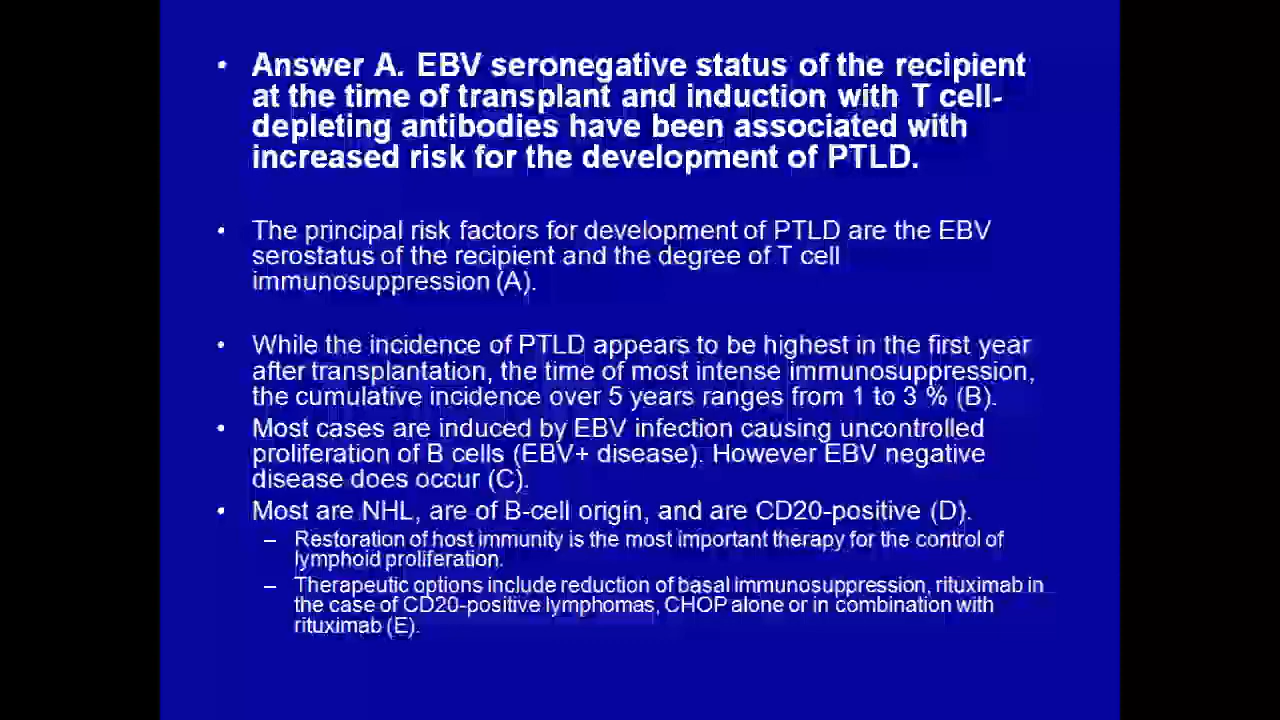 • Answer A. EBV seronegative status of the recipient
at the time of transplant and induction with T cell-
depleting antibodies have been associated with
increased risk for the development of PTLD.
• The principal risk factors for development of PTLD are the EBV
serostatus of the recipient and the degree of T cell
immunosuppression (A).
• While the incidence of PTLD appears to be highest in the first year
after transplantation, the time of most intense immunosuppression,
the cumulative incidence over 5 years ranges from 1 to 3 % (B).
• Most cases are induced by EBV infection causing uncontrolled
proliferation of B cells (EBV+ disease). However EBV negative
disease does occur (C).
• Most are NHL, are of B-cell origin, and are CD20-positive (D).
– Restoration of host immunity is the most important therapy for the control of
lymphoid proliferation.
– Therapeutic options include reduction of basal immunosuppression, rituximab in
the case of CD20-positive lymphomas, CHOP alone or in combination with
rituximab (E).